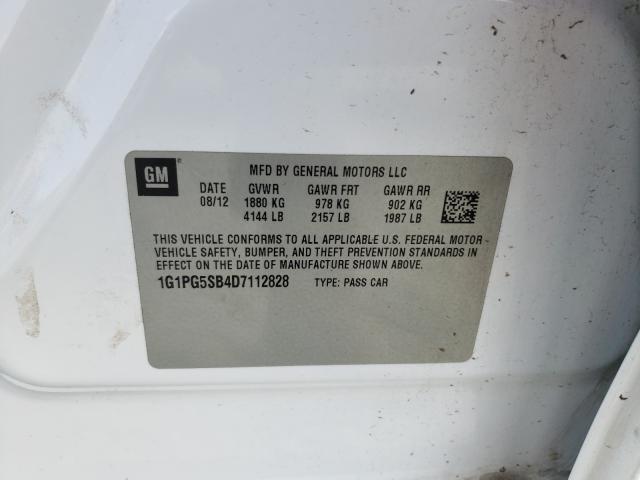 GM ®
MFD BY GENERAL MOTORS LLC
DATE GVWR GAWR FRT GAWR RR
08/12 1880 KG 978 KG 902 KG
4144 LB 2157 LB 1987 LB
THIS VEHICLE CONFORMS TO ALL APPLICABLE U.S. FEDERAL MOTOR
VEHICLE SAFETY, BUMPER, AND THEFT PREVENTION STANDARDS IN
EFFECT ON THE DATE OF MANUFACTURE SHOWN ABOVE.
1G1PG5SB4D7112828 TYPE: PASS CAR